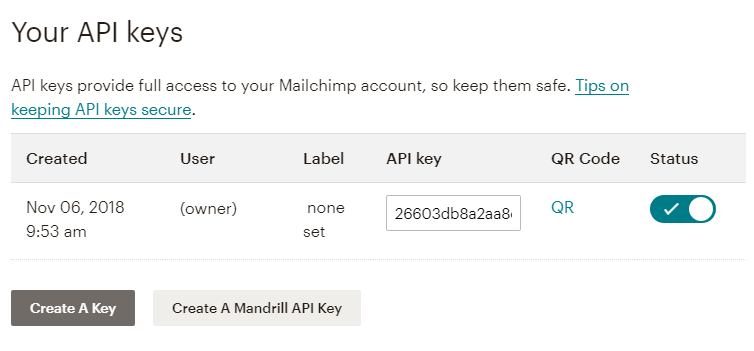 Your API keys
API keys provide full access to your Mailchimp account, so keep them safe. Tips on
keeping API keys secure.
Created User Label API key QR Code Status
Nov 06, 2018 (owner) none 26603db8a2aa8 QR
9:53 am set
Create A Key Create A Mandrill API Key